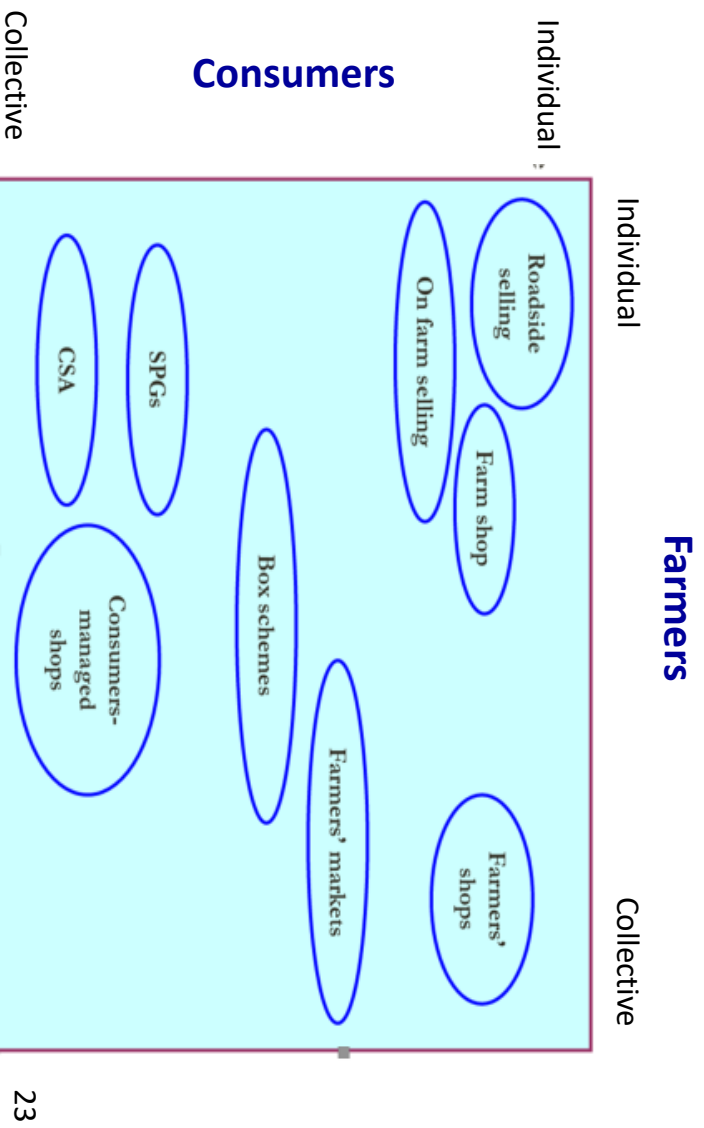 Farmers
Individual
Collective
Consumers
Individual
Collective
Roadside
selling
Farm shop
Farmers’
shops
On farm selling
Farmers’ markets
Box schemes
SPGs
CSA
Consumers-
managed
shops
23